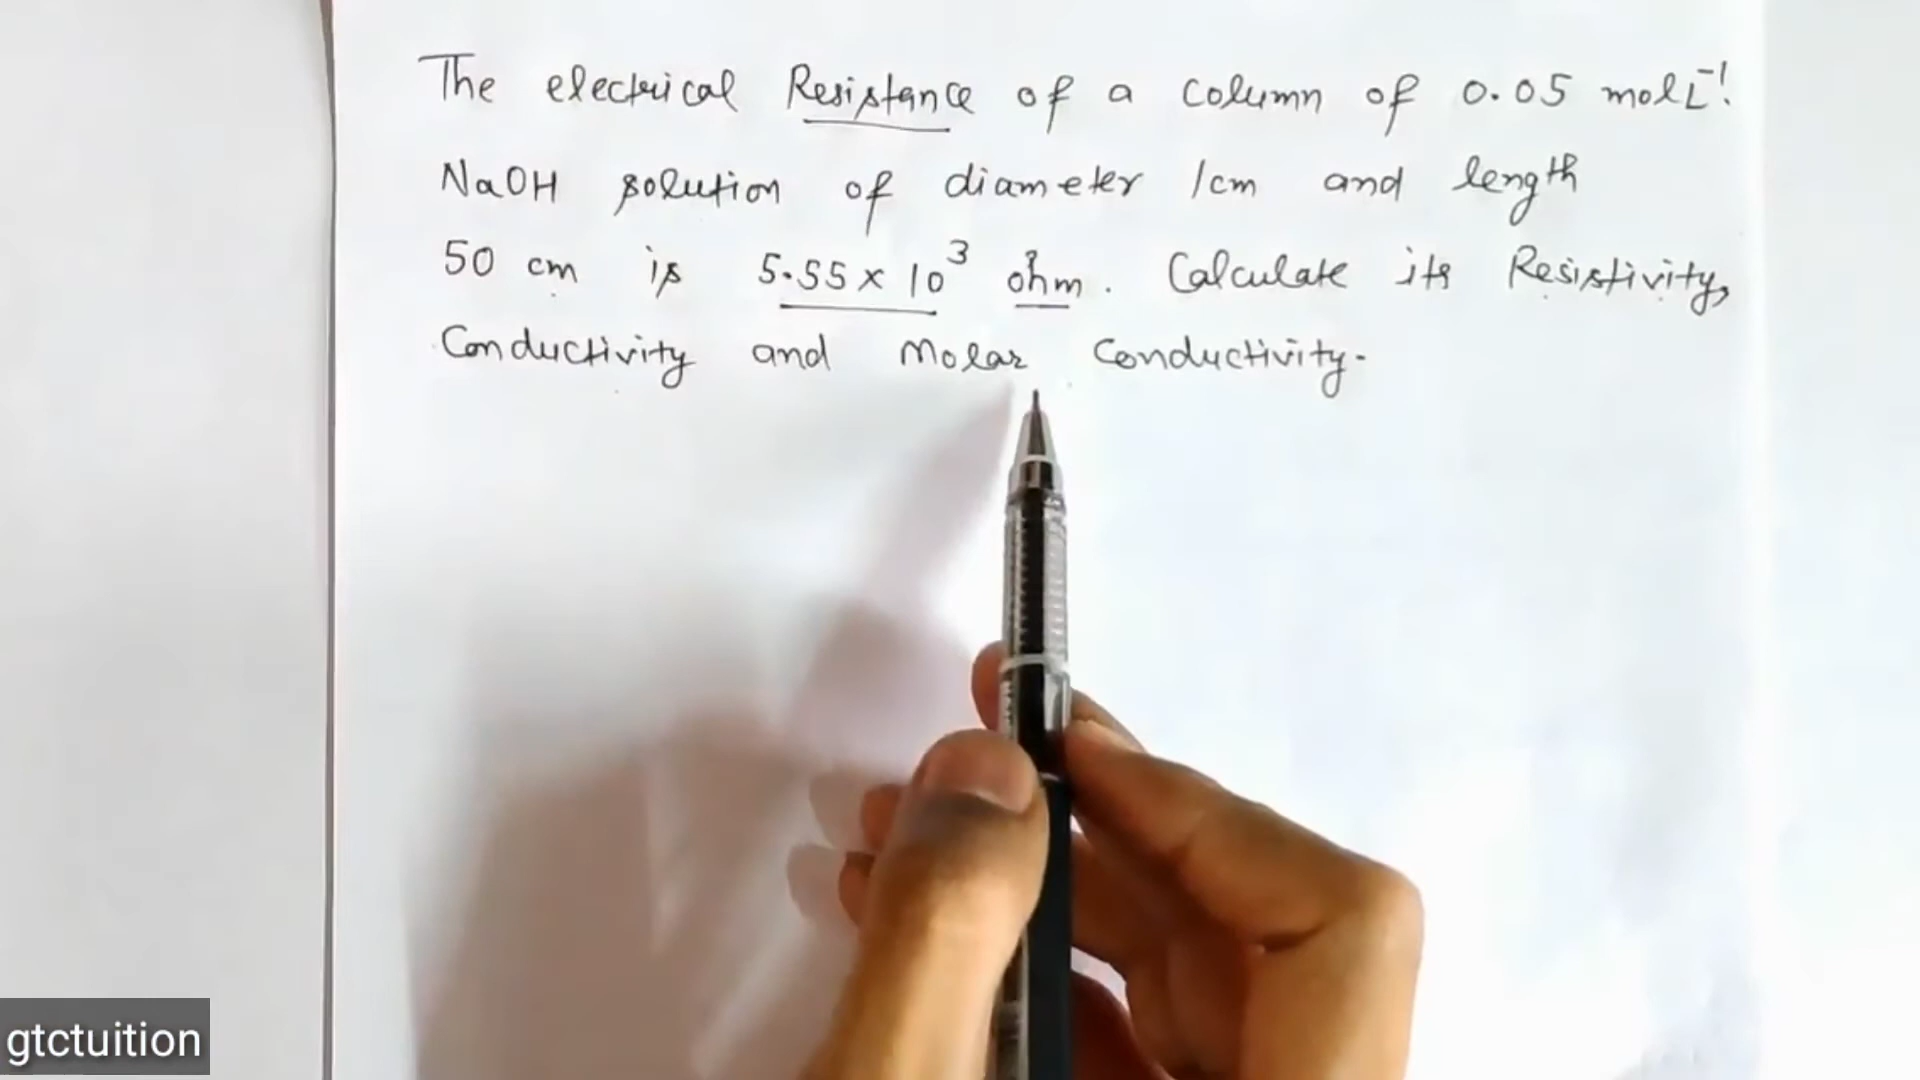 The electrical Resistance of a column of 0.05 mol L⁻¹.
NaOH solution of diameter 1cm and length
50 cm is 5.55 x 10³ ohm. Calculate its Resistivity,
Conductivity and Molar Conductivity.
gtctuition